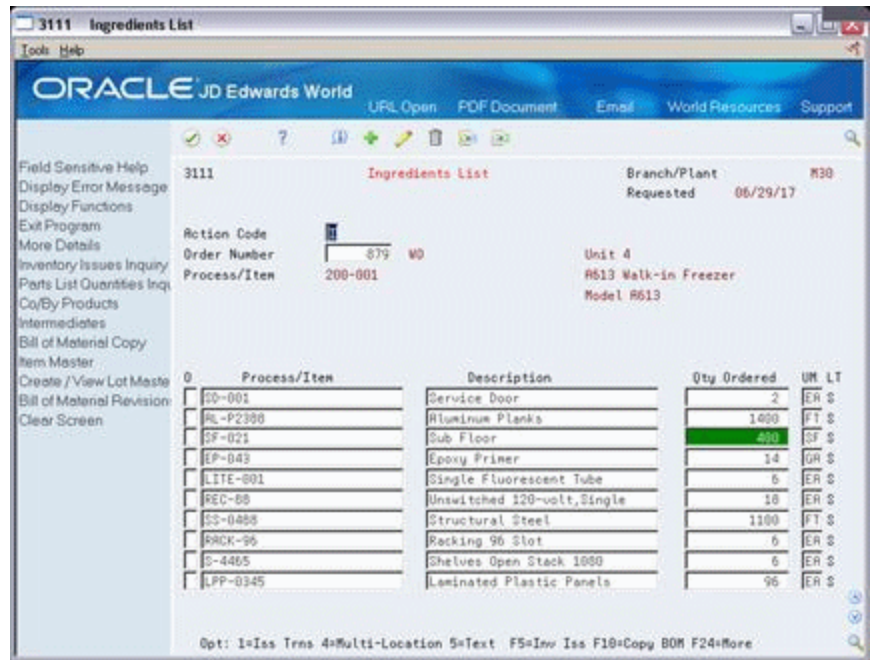 3111 Ingredients List
Tools Help
ORACLE JD Edwards World
URL Open PDF Document Email World Resources Support
Field Sensitive Help
Display Error Message
Display Functions
Exit Program
More Details
Inventory Issues Inquiry
Parts List Quantities Inqu
Co/By Products
Intermediates
Bill of Material Copy
Item Master
Create / View Lot Maste
Bill of Material Revision
Clear Screen
3111 Ingredients List Branch/Plant M30
Requested 06/29/17
Action Code I
Order Number 879 WO Unit 4
Process/Item 200-001 A613 Walk-in Freezer
Model A613
O Process/Item Description Qty Ordered UM LT
SD-001 Service Door 2 EA S
AL-P2308 Aluminum Planks 1400 FT S
SF-021 Sub Floor 400 SF S
EP-043 Epoxy Primer 14 GA S
LITE-001 Single Fluorescent Tube 6 EA S
REC-88 Unswitched 120-volt,Single 18 EA S
SS-0408 Structural Steel 1100 FT S
RACK-96 Racking 96 Slot 6 EA S
S-4465 Shelves Open Stack 1080 6 EA S
LPP-0345 Laminated Plastic Panels 96 EA S
Opt: 1=Iss Trns 4=Multi-Location 5=Text F5=Inv Iss F18=Copy BOM F24=More